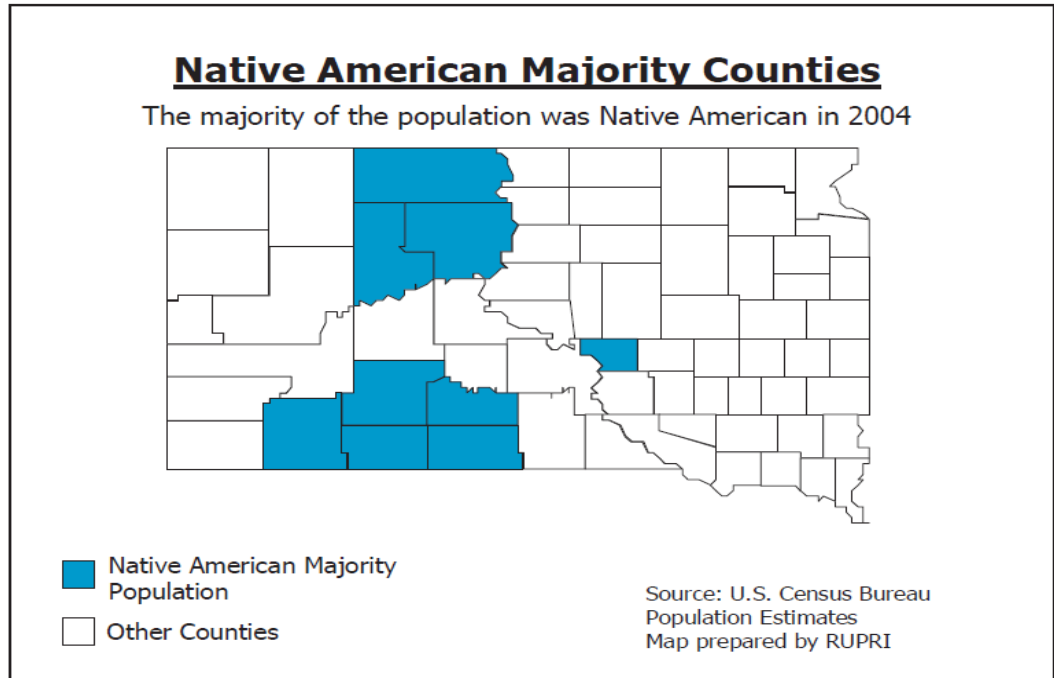 Native American Majority Counties
The majority of the population was Native American in 2004
Native American Majority
Population
Other Counties
Source: U.S. Census Bureau
Population Estimates
Map prepared by RUPRI